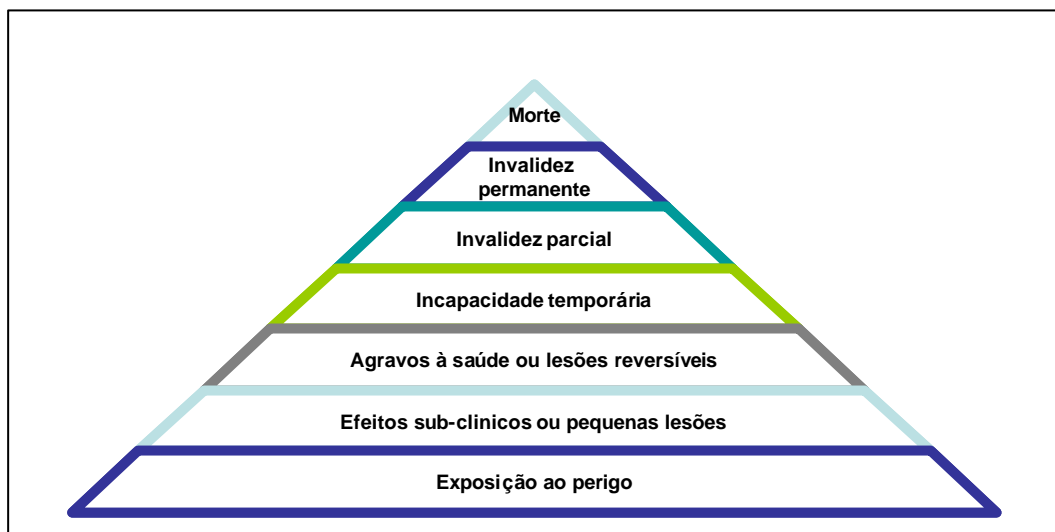 Morte
Invalidez
permanente
Invalidez parcial
Incapacidade temporária
Agravos à saúde ou lesões reversíveis
Efeitos sub-clinicos ou pequenas lesões
Exposição ao perigo